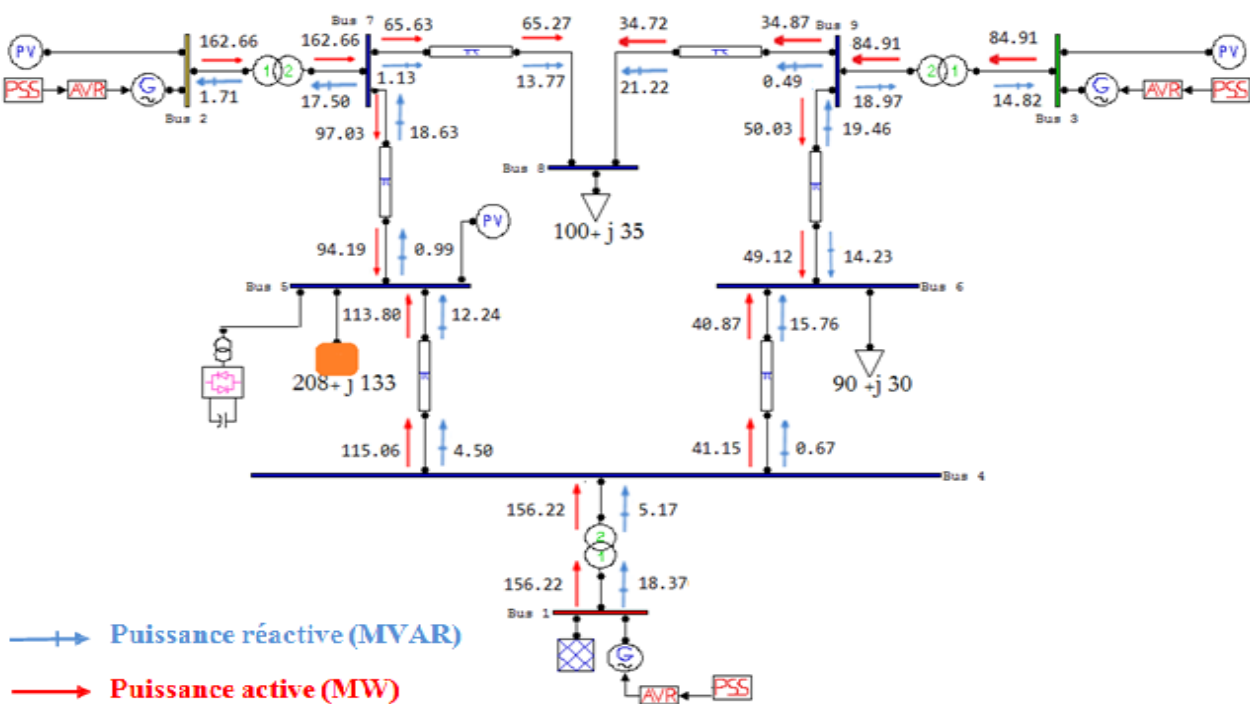 Bus 7
65.63
65.27
34.72
34.87
Bus 9
162.66
162.66
84.91
84.91
PV
PV
1 2
2 1
PSS
AVR
G
G
AVR
PSS
1.71
17.50
1.13
13.77
21.22
0.49
18.97
14.82
Bus 2
Bus 3
97.03
18.63
50.03
19.46
Bus 8
100+ j 35
PV
94.19
0.99
49.12
14.23
Bus 5
Bus 6
113.80
12.24
40.87
15.76
208+ j 133
90 +j 30
115.06
4.50
41.15
0.67
Bus 4
156.22
5.17
2
1
156.22
18.37
Bus 1
G
AVR
PSS
Puissance réactive (MVAR)
Puissance active (MW)